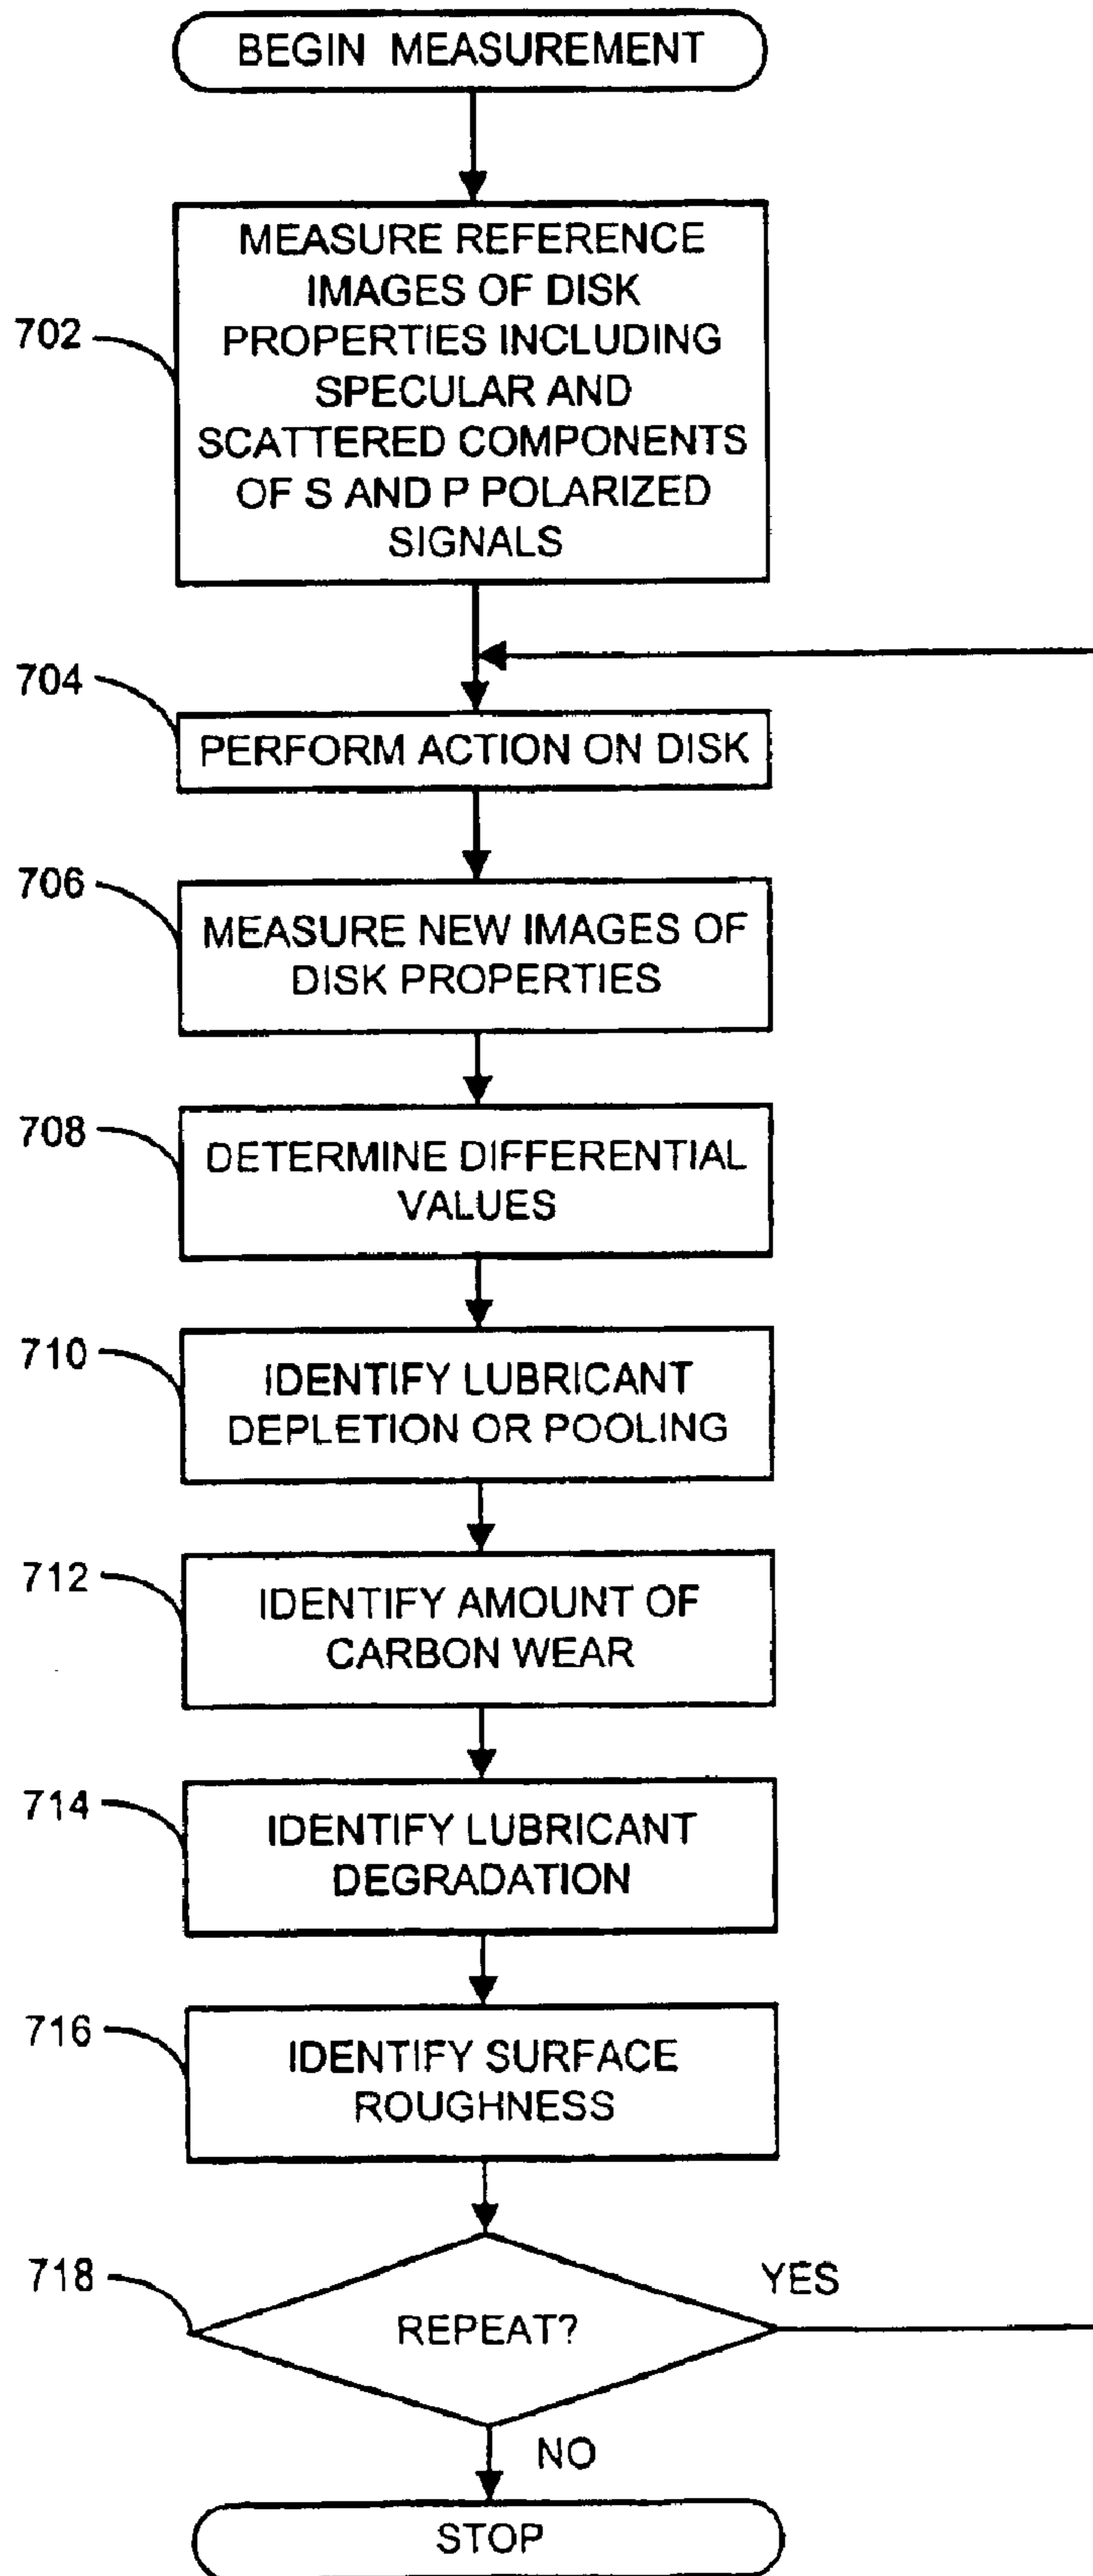 BEGIN MEASUREMENT
702
MEASURE REFERENCE
IMAGES OF DISK
PROPERTIES INCLUDING
SPECULAR AND
SCATTERED COMPONENTS
OF S AND P POLARIZED
SIGNALS
704
PERFORM ACTION ON DISK
706
MEASURE NEW IMAGES OF
DISK PROPERTIES
708
DETERMINE DIFFERENTIAL
VALUES
710
IDENTIFY LUBRICANT
DEPLETION OR POOLING
712
IDENTIFY AMOUNT OF
CARBON WEAR
714
IDENTIFY LUBRICANT
DEGRADATION
716
IDENTIFY SURFACE
ROUGHNESS
718
REPEAT?
YES
NO
STOP